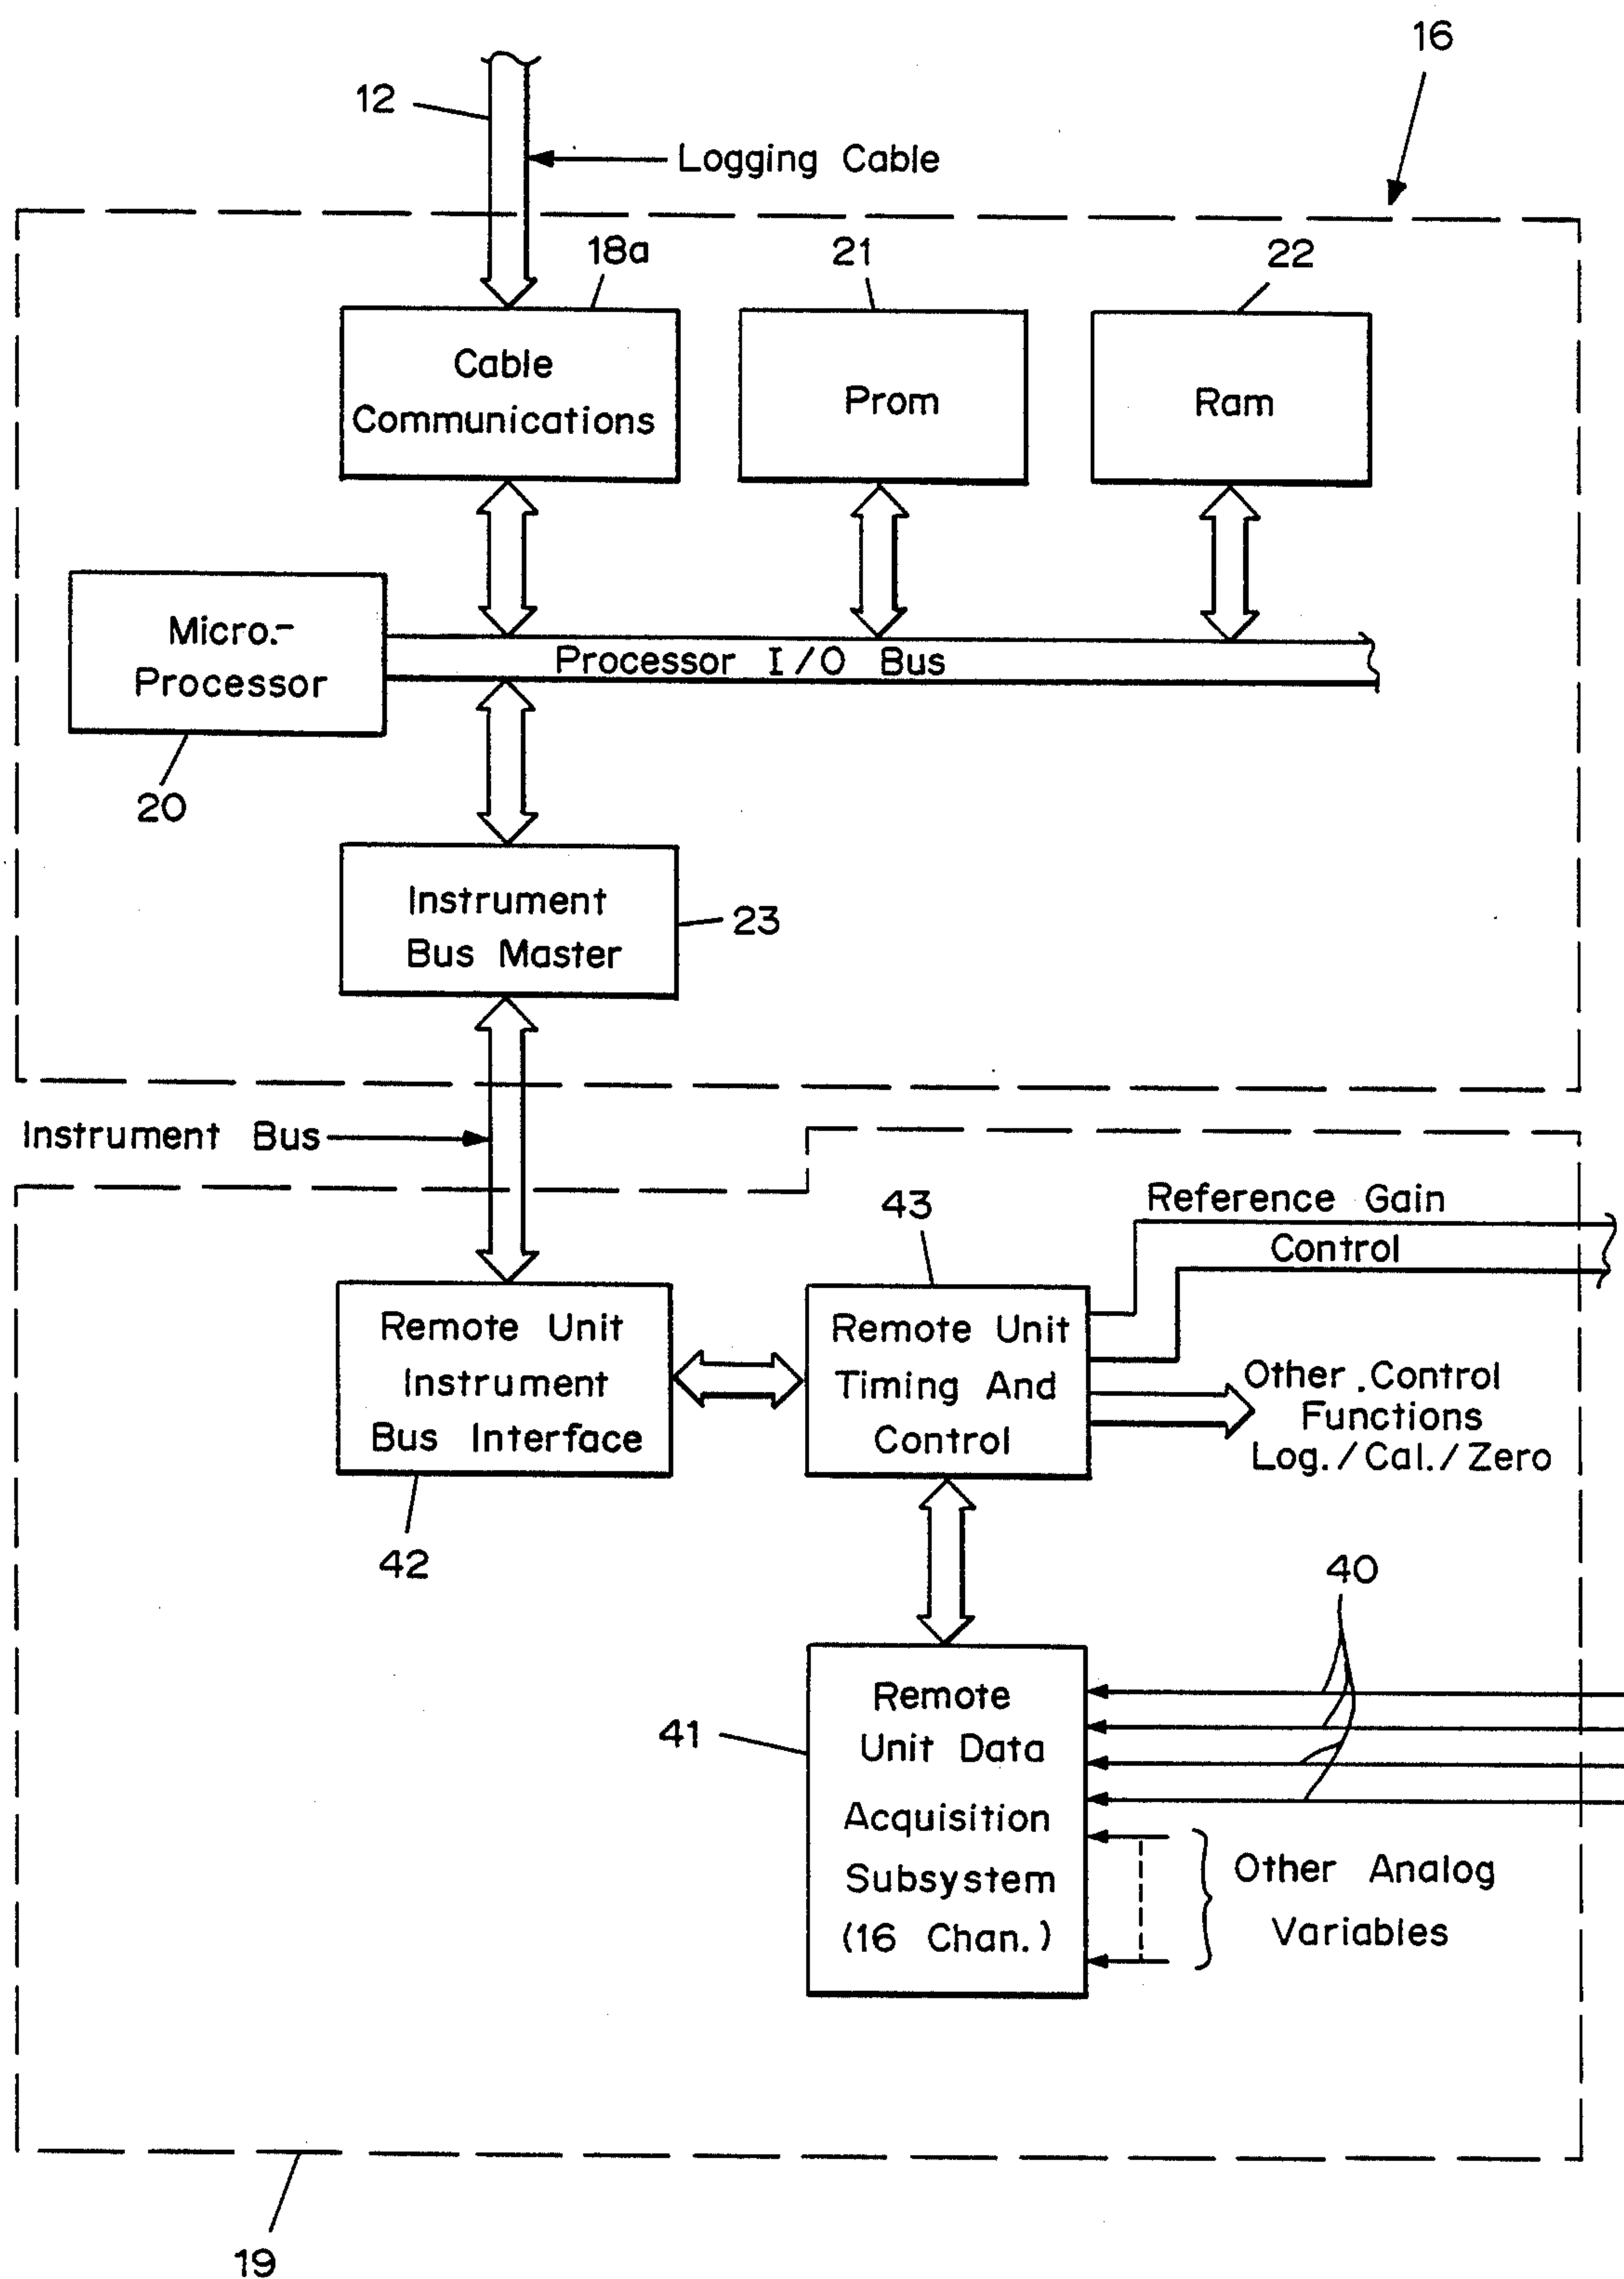 16
12
Logging Cable
18a
21
22
Cable
Communications
Prom
Ram
Micro.-
Processor
Processor I/O Bus
20
Instrument
Bus Master
23
Instrument Bus
43
Reference Gain
Control
Remote Unit
Instrument
Bus Interface
Remote Unit
Timing And
Control
Other .Control
Functions
Log./Cal./Zero
42
40
41
Remote
Unit Data
Acquisition
Subsystem
(16 Chan.)
Other Analog
Variables
19